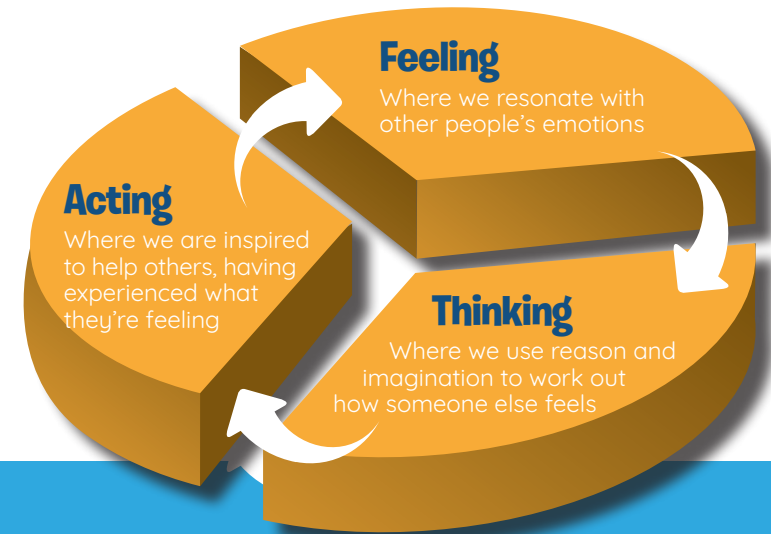 Feeling
Where we resonate with
other people’s emotions
Thinking
Where we use reason and
imagination to work out
how someone else feels
Acting
Where we are inspired
to help others, having
experienced what
they’re feeling